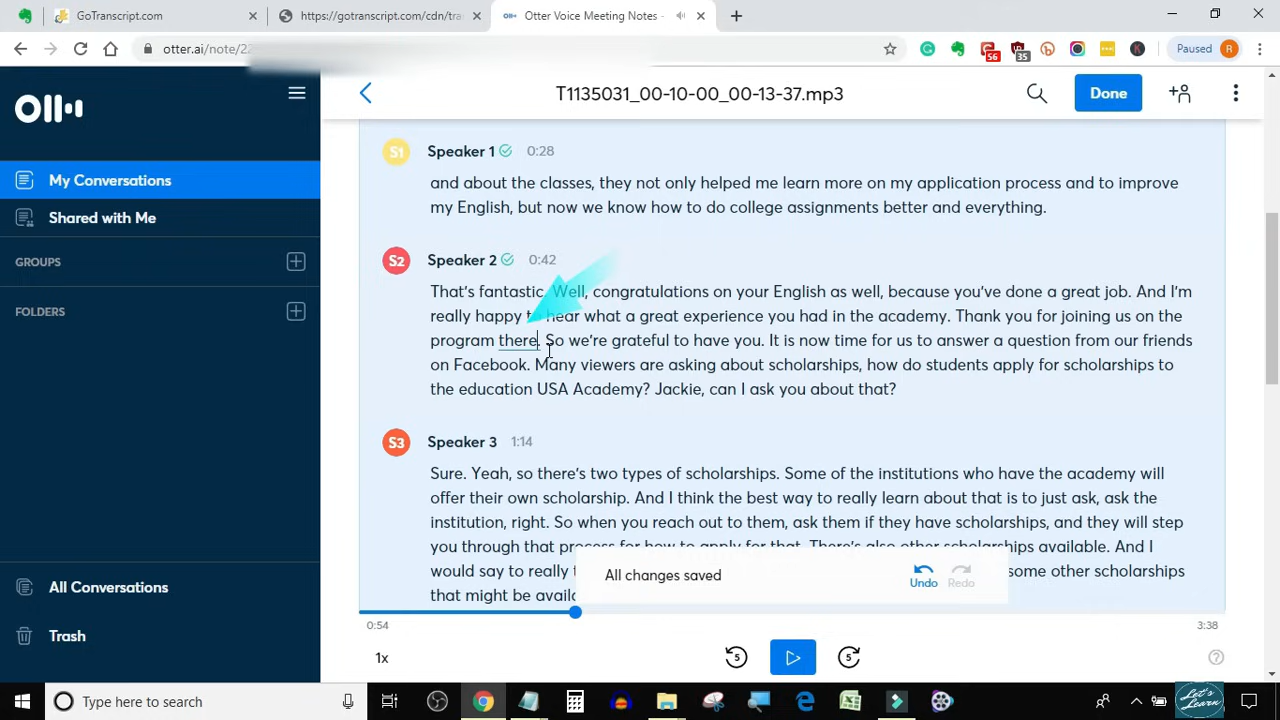 GoTranscript.com
https://gotranscript.com/cdn/tra
Otter Voice Meeting Notes -
otter.ai/note/2
56
35
Paused
R
Otter
T1135031_00-10-00_00-13-37.mp3
Done
My Conversations
Shared with Me
GROUPS
FOLDERS
All Conversations
Trash
S1 Speaker 1 0:28
and about the classes, they not only helped me learn more on my application process and to improve
my English, but now we know how to do college assignments better and everything.
S2 Speaker 2 0:42
That's fantastic. Well, congratulations on your English as well, because you've done a great job. And I'm
really happy to hear what a great experience you had in the academy. Thank you for joining us on the
program there. So we're grateful to have you. It is now time for us to answer a question from our friends
on Facebook. Many viewers are asking about scholarships, how do students apply for scholarships to
the education USA Academy? Jackie, can I ask you about that?
S3 Speaker 3 1:14
Sure. Yeah, so there's two types of scholarships. Some of the institutions who have the academy will
offer their own scholarship. And I think the best way to really learn about that is to just ask, ask the
institution, right. So when you reach out to them, ask them if they have scholarships, and they will step
you through that process for how to apply for that. There's also other scholarships available. And I
would say to really some other scholarships
that might be
All changes saved
Undo
Redo
0:54
3:38
1x
5
5
Type here to search
Let's
Learn